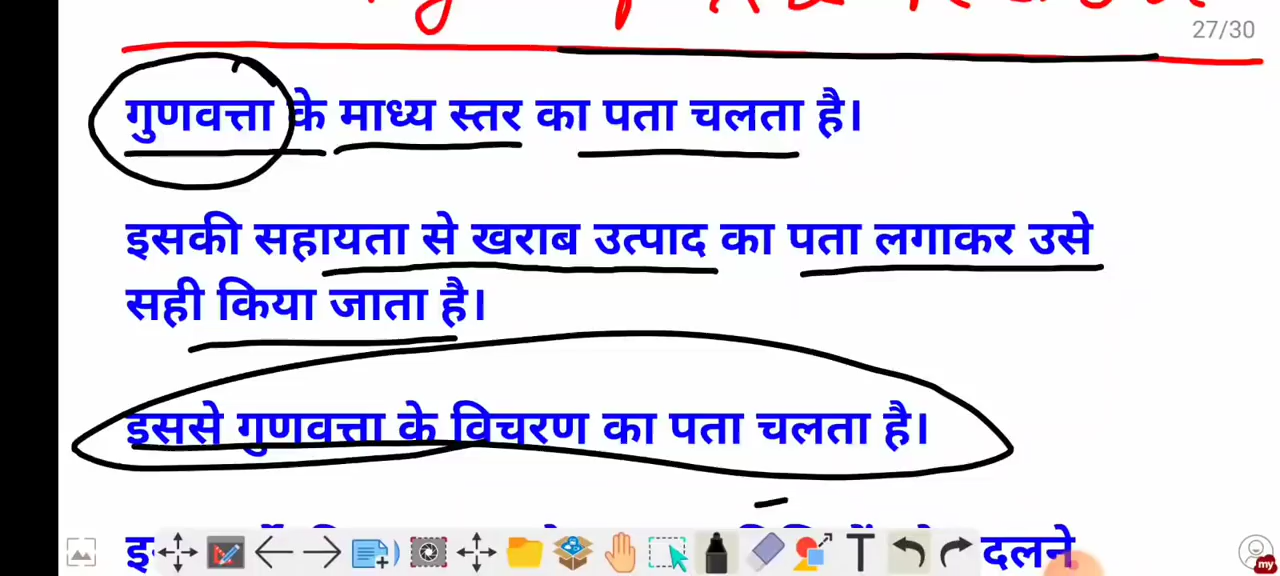 27/30
गुणवत्ता के माध्य स्तर का पता चलता है।
इसकी सहायता से खराब उत्पाद का पता लगाकर उसे
सही किया जाता है।
इससे गुणवत्ता के विचरण का पता चलता है।
my